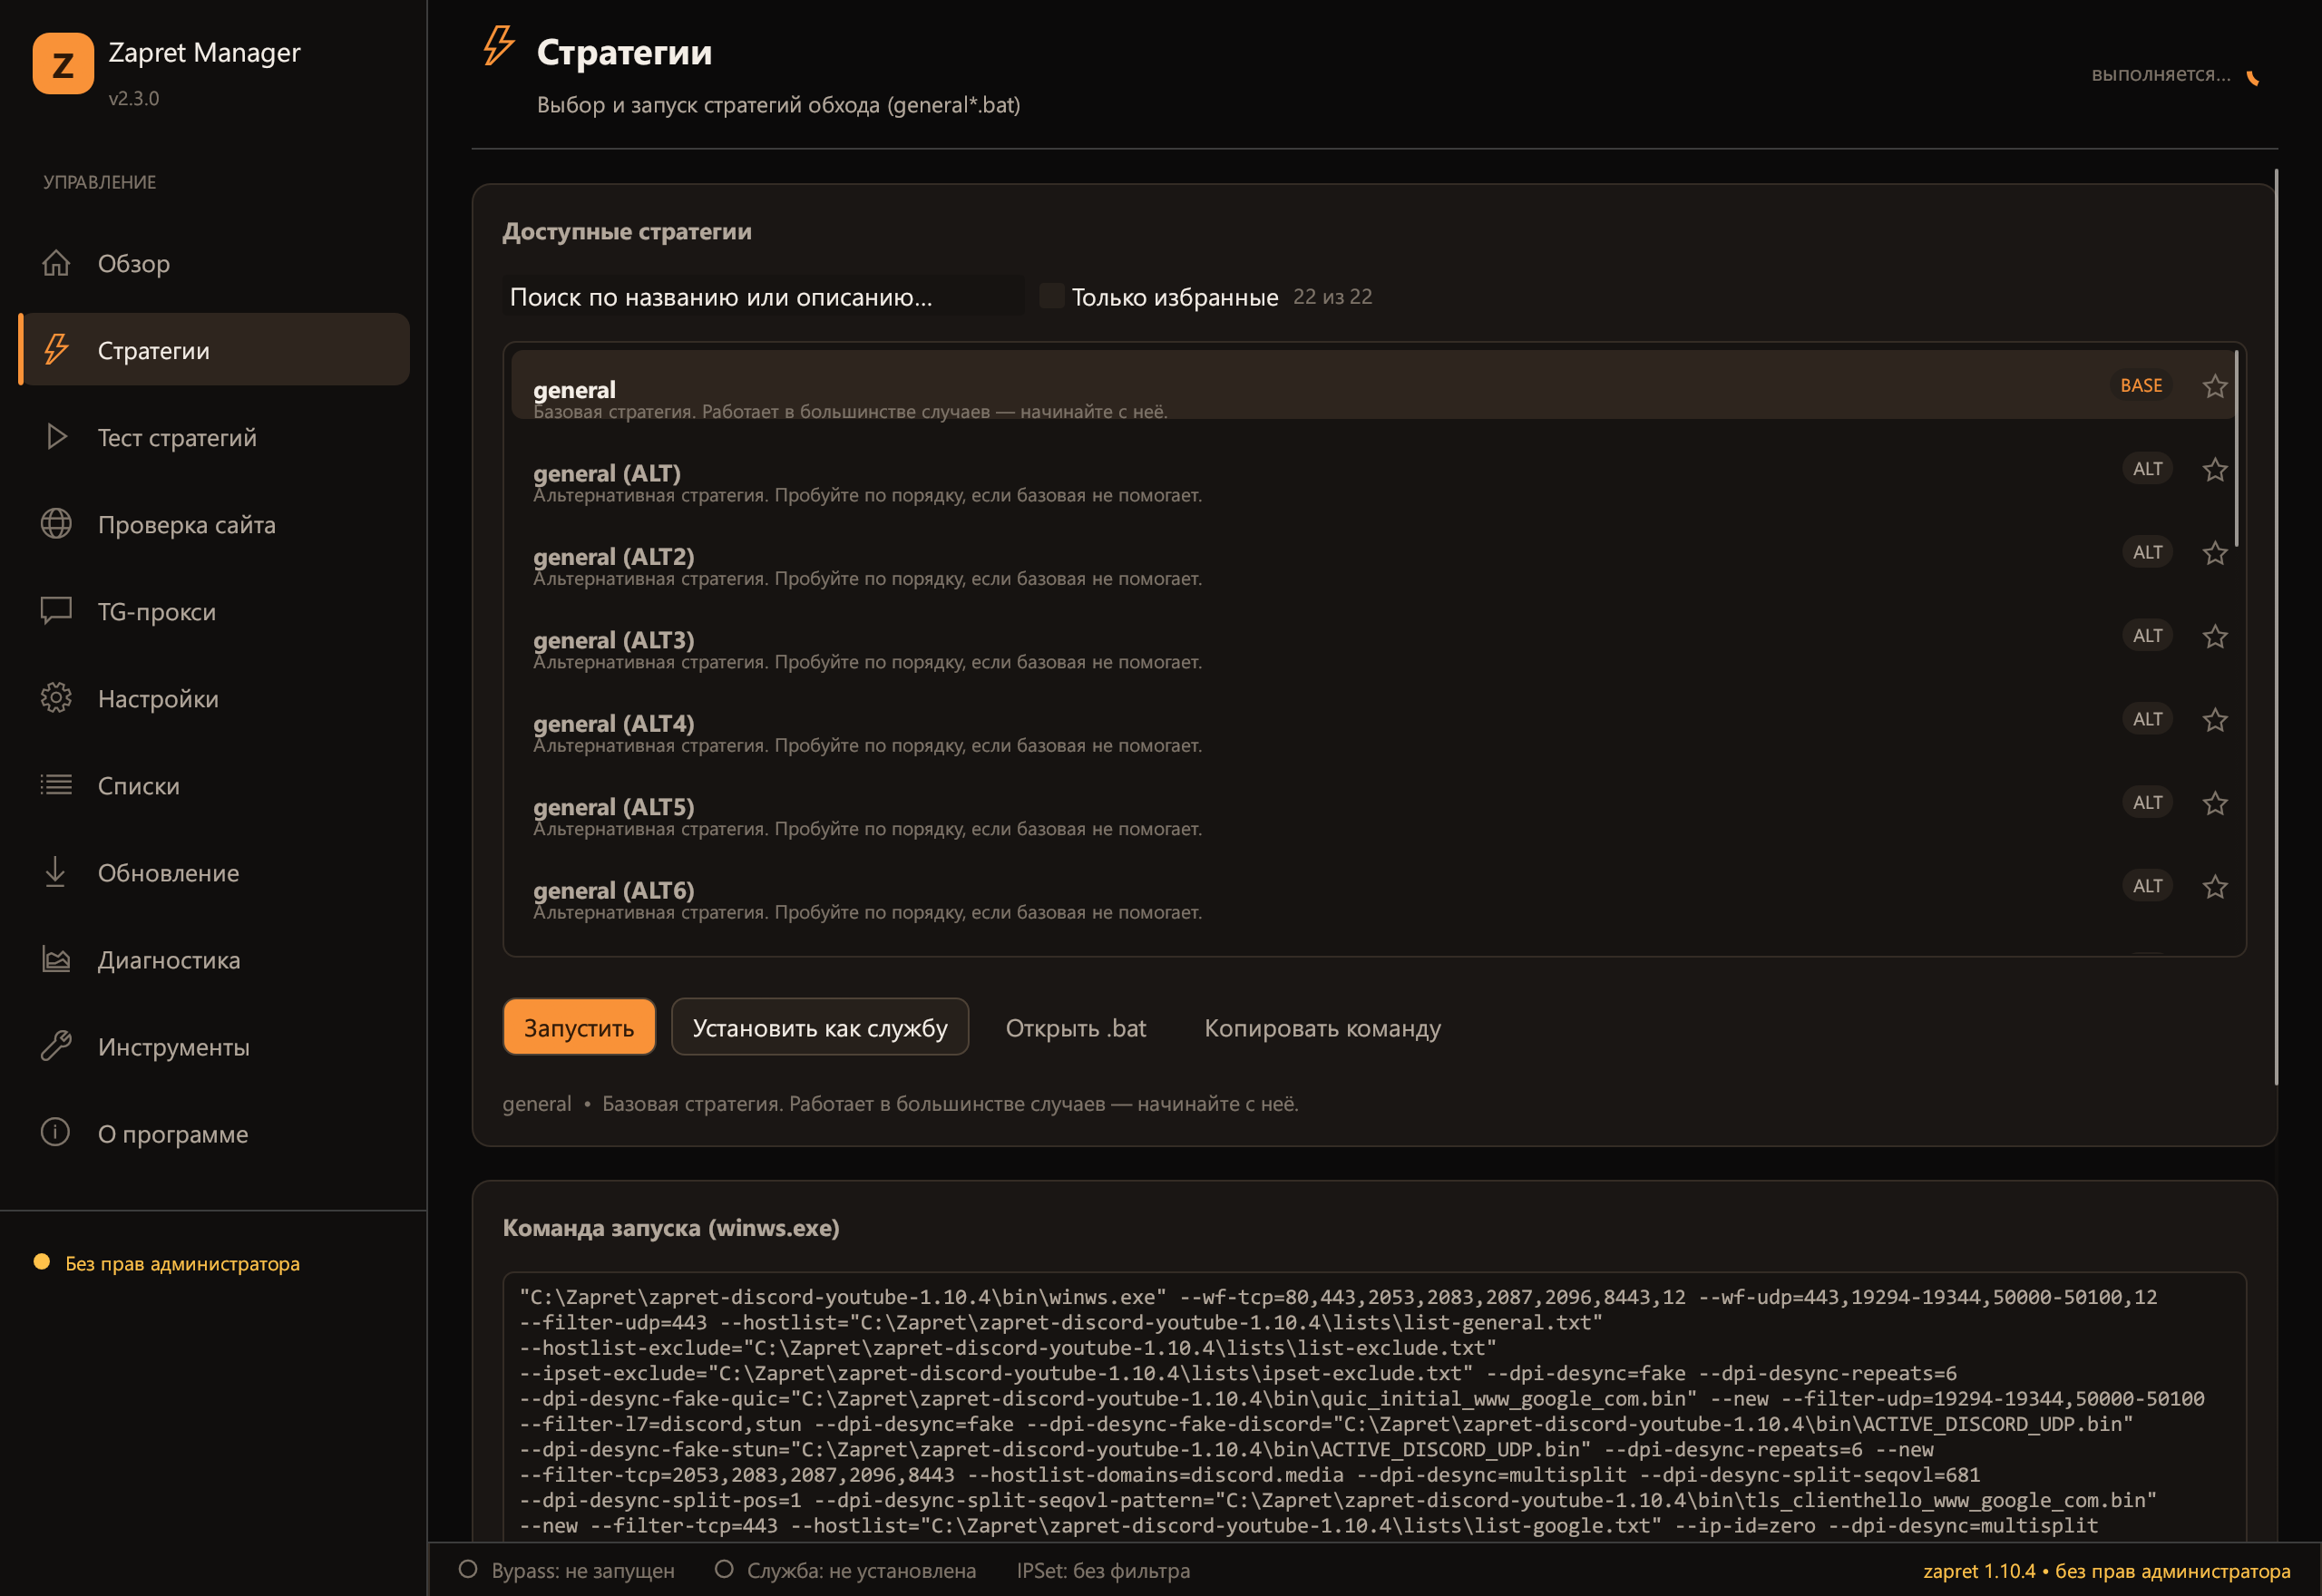 Z
Zapret Manager
v2.3.0
УПРАВЛЕНИЕ
Обзор
Стратегии
Тест стратегий
Проверка сайта
TG-прокси
Настройки
Списки
Обновление
Диагностика
Инструменты
О программе
Без прав администратора
Стратегии
Выбор и запуск стратегий обхода (general*.bat)
выполняется...
Доступные стратегии
Поиск по названию или описанию... Только избранные 22 из 22
general BASE
Базовая стратегия. Работает в большинстве случаев — начинайте с неё.
general (ALT) ALT
Альтернативная стратегия. Пробуйте по порядку, если базовая не помогает.
general (ALT2) ALT
Альтернативная стратегия. Пробуйте по порядку, если базовая не помогает.
general (ALT3) ALT
Альтернативная стратегия. Пробуйте по порядку, если базовая не помогает.
general (ALT4) ALT
Альтернативная стратегия. Пробуйте по порядку, если базовая не помогает.
general (ALT5) ALT
Альтернативная стратегия. Пробуйте по порядку, если базовая не помогает.
general (ALT6) ALT
Альтернативная стратегия. Пробуйте по порядку, если базовая не помогает.
Запустить Установить как службу Открыть .bat Копировать команду
general • Базовая стратегия. Работает в большинстве случаев — начинайте с неё.
Команда запуска (winws.exe)
"C:\Zapret\zapret-discord-youtube-1.10.4\bin\winws.exe" --wf-tcp=80,443,2053,2083,2087,2096,8443,12 --wf-udp=443,19294-19344,50000-50100,12
--filter-udp=443 --hostlist="C:\Zapret\zapret-discord-youtube-1.10.4\lists\list-general.txt"
--hostlist-exclude="C:\Zapret\zapret-discord-youtube-1.10.4\lists\list-exclude.txt"
--ipset-exclude="C:\Zapret\zapret-discord-youtube-1.10.4\lists\ipset-exclude.txt" --dpi-desync=fake --dpi-desync-repeats=6
--dpi-desync-fake-quic="C:\Zapret\zapret-discord-youtube-1.10.4\bin\quic_initial_www_google_com.bin" --new --filter-udp=19294-19344,50000-50100
--filter-l7=discord,stun --dpi-desync=fake --dpi-desync-fake-discord="C:\Zapret\zapret-discord-youtube-1.10.4\bin\ACTIVE_DISCORD_UDP.bin"
--dpi-desync-fake-stun="C:\Zapret\zapret-discord-youtube-1.10.4\bin\ACTIVE_DISCORD_UDP.bin" --dpi-desync-repeats=6 --new
--filter-tcp=2053,2083,2087,2096,8443 --hostlist-domains=discord.media --dpi-desync=multisplit --dpi-desync-split-seqovl=681
--dpi-desync-split-pos=1 --dpi-desync-split-seqovl-pattern="C:\Zapret\zapret-discord-youtube-1.10.4\bin\tls_clienthello_www_google_com.bin"
--new --filter-tcp=443 --hostlist="C:\Zapret\zapret-discord-youtube-1.10.4\lists\list-google.txt" --ip-id=zero --dpi-desync=multisplit
Bypass: не запущен Служба: не установлена IPSet: без фильтра zapret 1.10.4 • без прав администратора